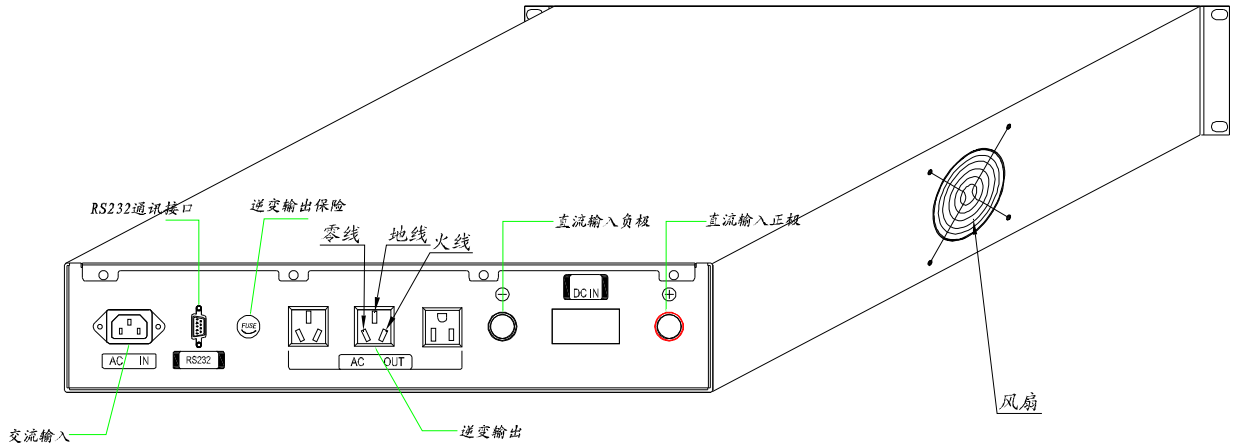 RS232通讯接口
逆变输出保险
零线
地线
火线
直流输入负极
直流输入正极
DC IN
FUSE
AC IN
RS232
AC OUT
风扇
交流输入
逆变输出